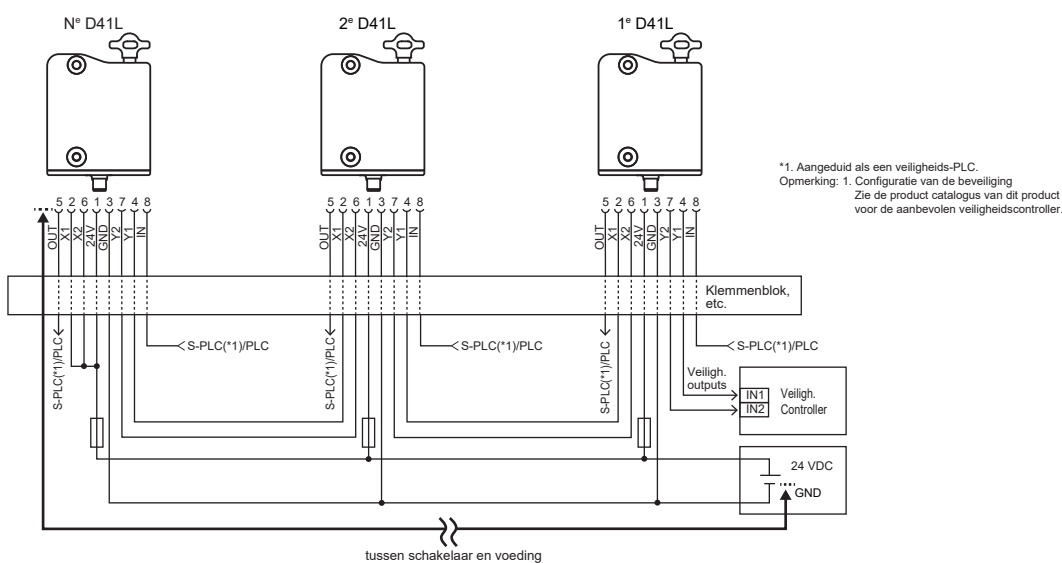 Nᵉ D41L
2ᵉ D41L
1ᵉ D41L
*1. Aangeduid als een veiligheids-PLC.
Opmerking: 1. Configuratie van de beveiliging
Zie de product catalogus van dit product
voor de aanbevolen veiligheidscontroller.
5 2 6 1 3 7 4 8
5 2 6 1 3 7 4 8
5 2 6 1 3 7 4 8
OUT X1 X2 24V GND Y2 Y1 IN
OUT X1 X2 24V GND Y2 Y1 IN
OUT X1 X2 24V GND Y2 Y1 IN
Klemmenblok,
etc.
S-PLC(*1)/PLC
S-PLC(*1)/PLC
S-PLC(*1)/PLC
S-PLC(*1)/PLC
S-PLC(*1)/PLC
S-PLC(*1)/PLC
Veiligh.
outputs
IN1
IN2
Veiligh.
Controller
24 VDC
GND
tussen schakelaar en voeding